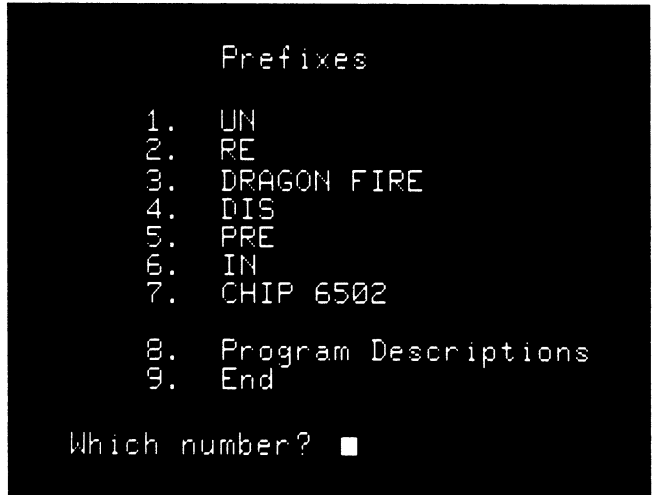 Prefixes
1. UN
2. RE
3. DRAGON FIRE
4. DIS
5. PRE
6. IN
7. CHIP 6502
8. Program Descriptions
9. End
Which number?